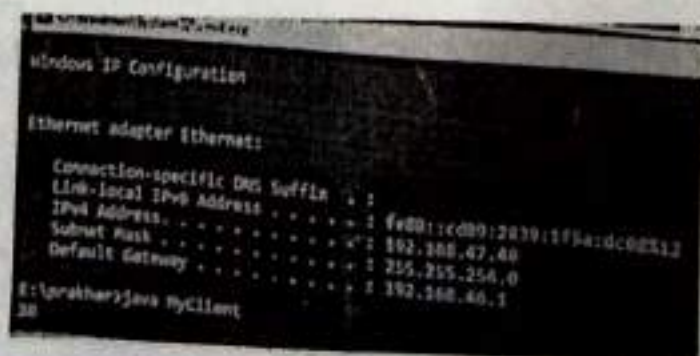 Windows IP Configuration
Ethernet adapter Ethernet:
Connection-specific DNS Suffix . :
Link-local IPv6 Address . . . . . : fe80::cd09:2839:1f5a:dc08%12
IPv4 Address. . . . . . . . . . . : 192.168.47.40
Subnet Mask . . . . . . . . . . . : 255.255.254.0
Default Gateway . . . . . . . . . : 192.168.46.1
E:\prakhar>java MyClient
30